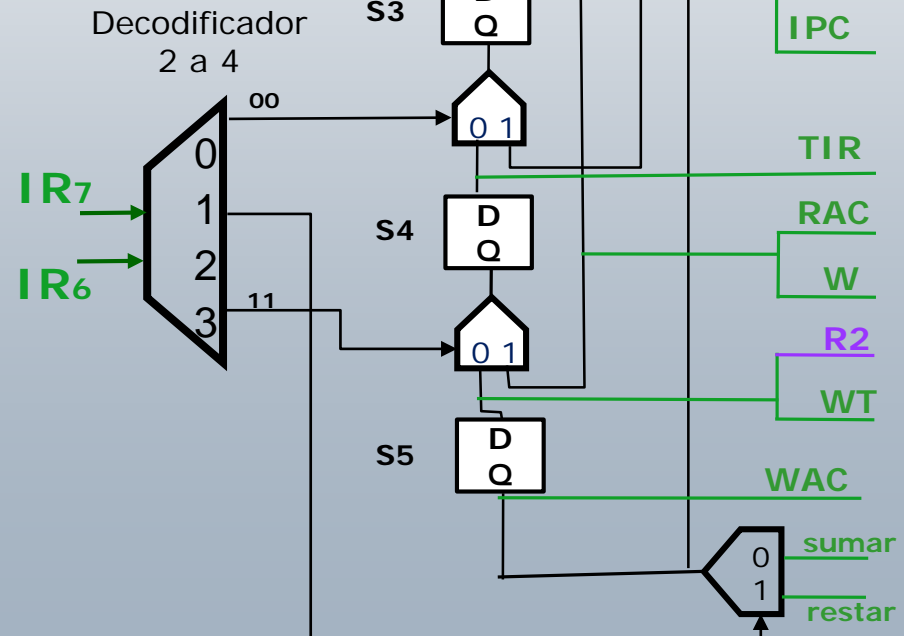 Decodificador
2 a 4
S3
D
Q
IPC
00
0 1
0
1
2
3
IR7
IR6
TIR
RAC
W
S4
D
Q
11
0 1
R2
WT
S5
D
Q
WAC
0
1
sumar
restar